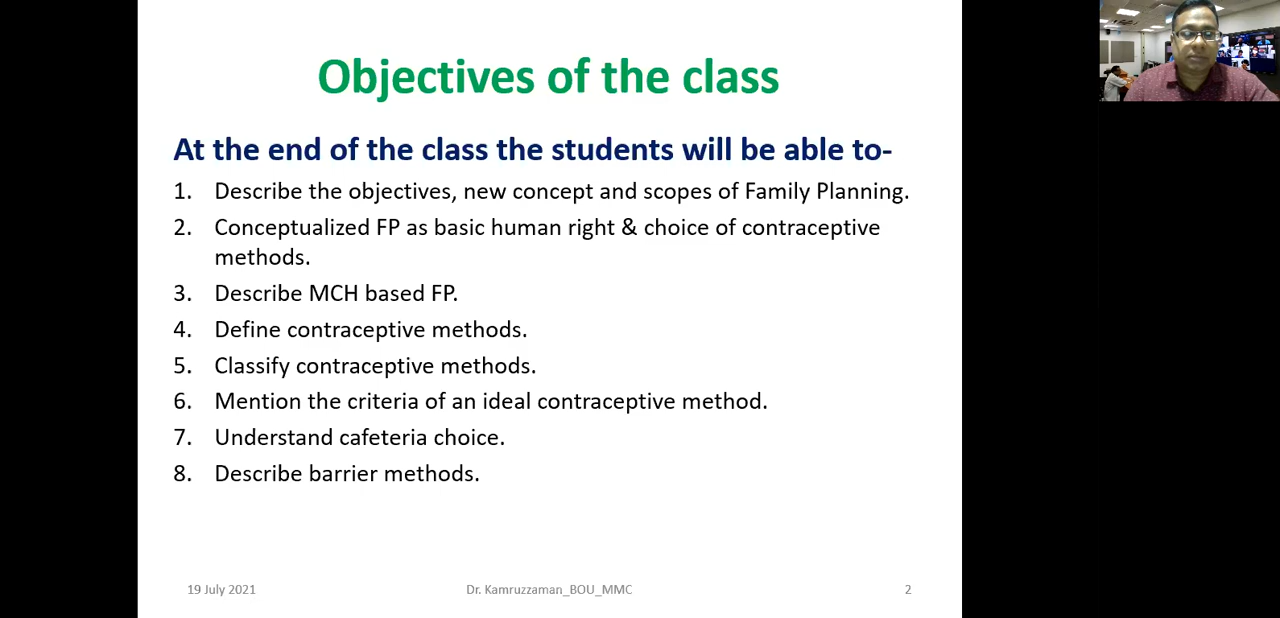 Objectives of the class
At the end of the class the students will be able to-
1. Describe the objectives, new concept and scopes of Family Planning.
2. Conceptualized FP as basic human right & choice of contraceptive
methods.
3. Describe MCH based FP.
4. Define contraceptive methods.
5. Classify contraceptive methods.
6. Mention the criteria of an ideal contraceptive method.
7. Understand cafeteria choice.
8. Describe barrier methods.
19 July 2021
Dr. Kamruzzaman_BOU_MMC
2